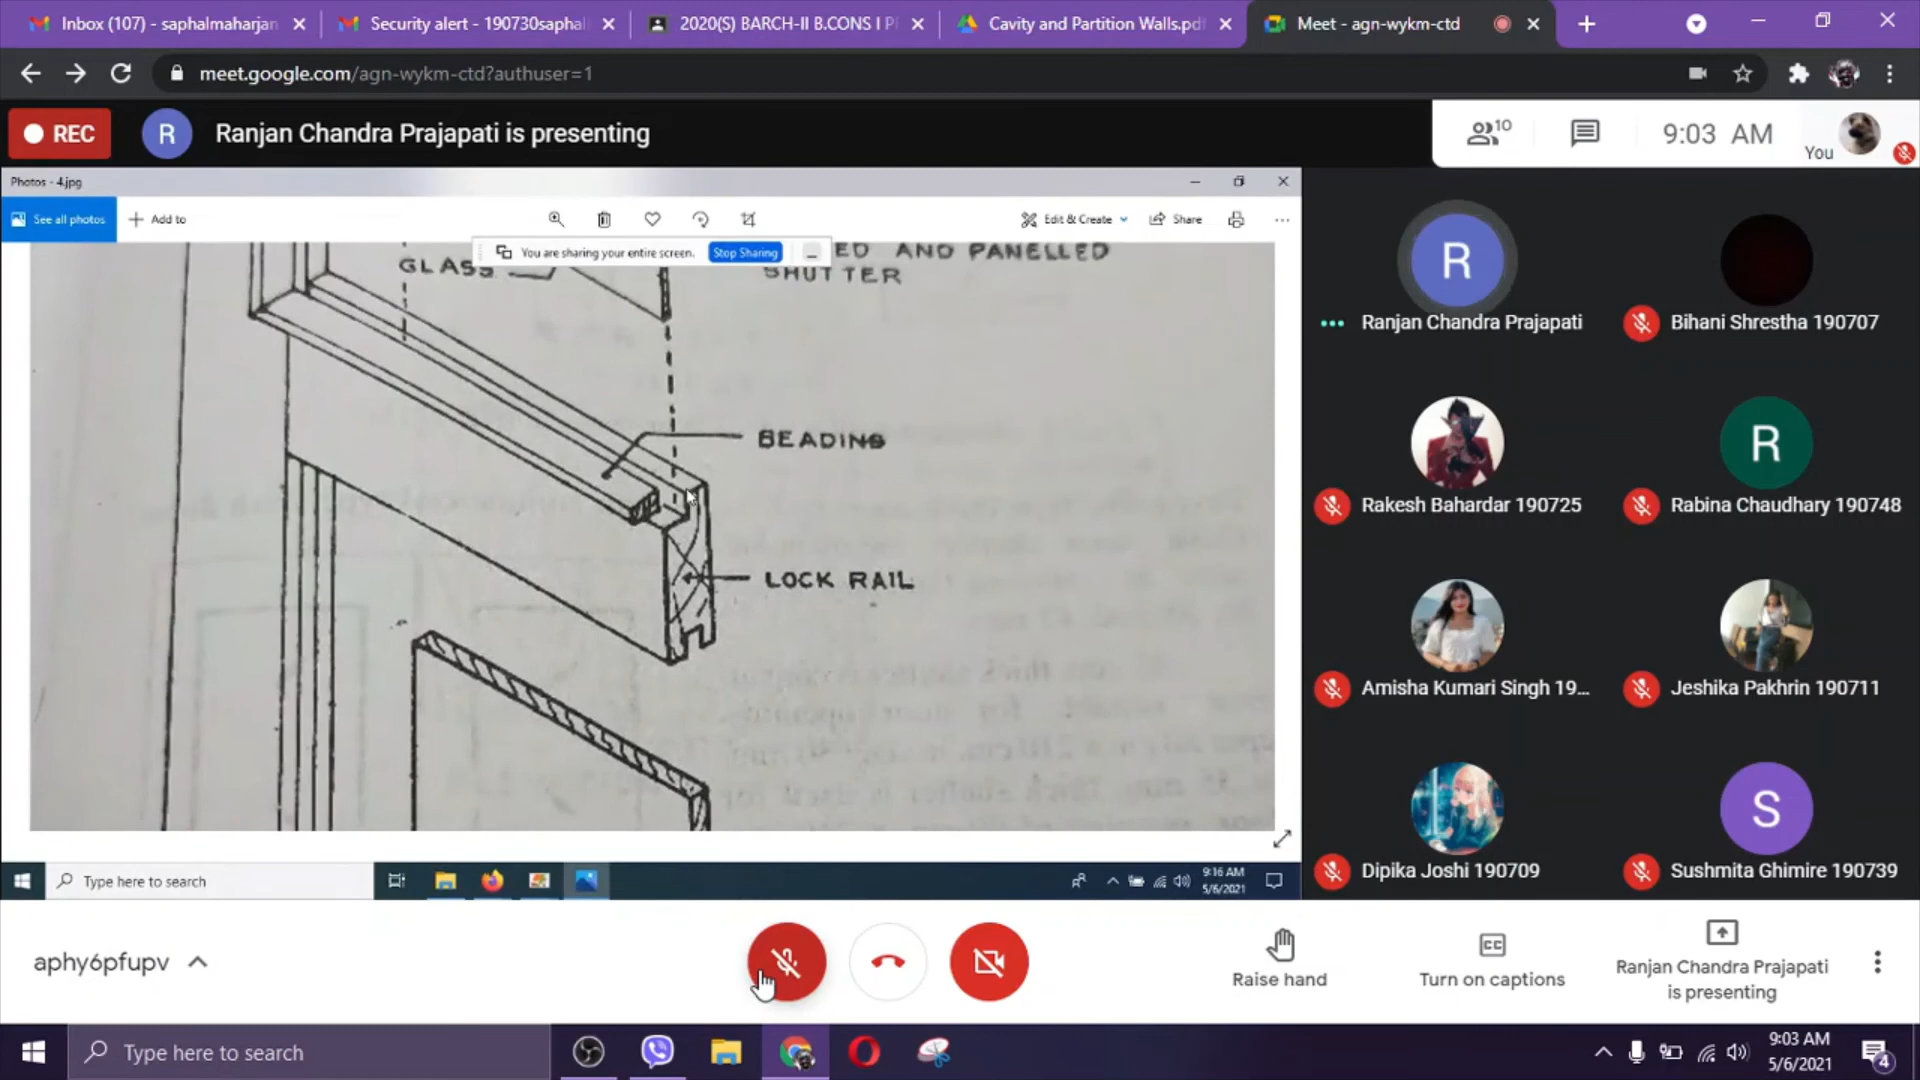 Inbox (107) - saphalmaharjan
Security alert - 190730saphal
2020(S) BARCH-II B.CONS I P
Cavity and Partition Walls.pdf
Meet - agn-wykm-ctd
meet.google.com/agn-wykm-ctd?authuser=1
REC
R
Ranjan Chandra Prajapati is presenting
10
9:03 AM
You
Photos - 4.jpg
See all photos
Add to
Edit & Create
Share
You are sharing your entire screen.
Stop Sharing
GLASS
ED AND PANELLED
SHUTTER
BEADING
LOCK RAIL
R
Ranjan Chandra Prajapati
Bihani Shrestha 190707
R
Rakesh Bahardar 190725
Rabina Chaudhary 190748
Amisha Kumari Singh 19...
Jeshika Pakhrin 190711
S
Dipika Joshi 190709
Sushmita Ghimire 190739
Type here to search
9:16 AM
5/6/2021
aphy6pfupv
Raise hand
CC
Turn on captions
Ranjan Chandra Prajapati
is presenting
Type here to search
9:03 AM
5/6/2021
4